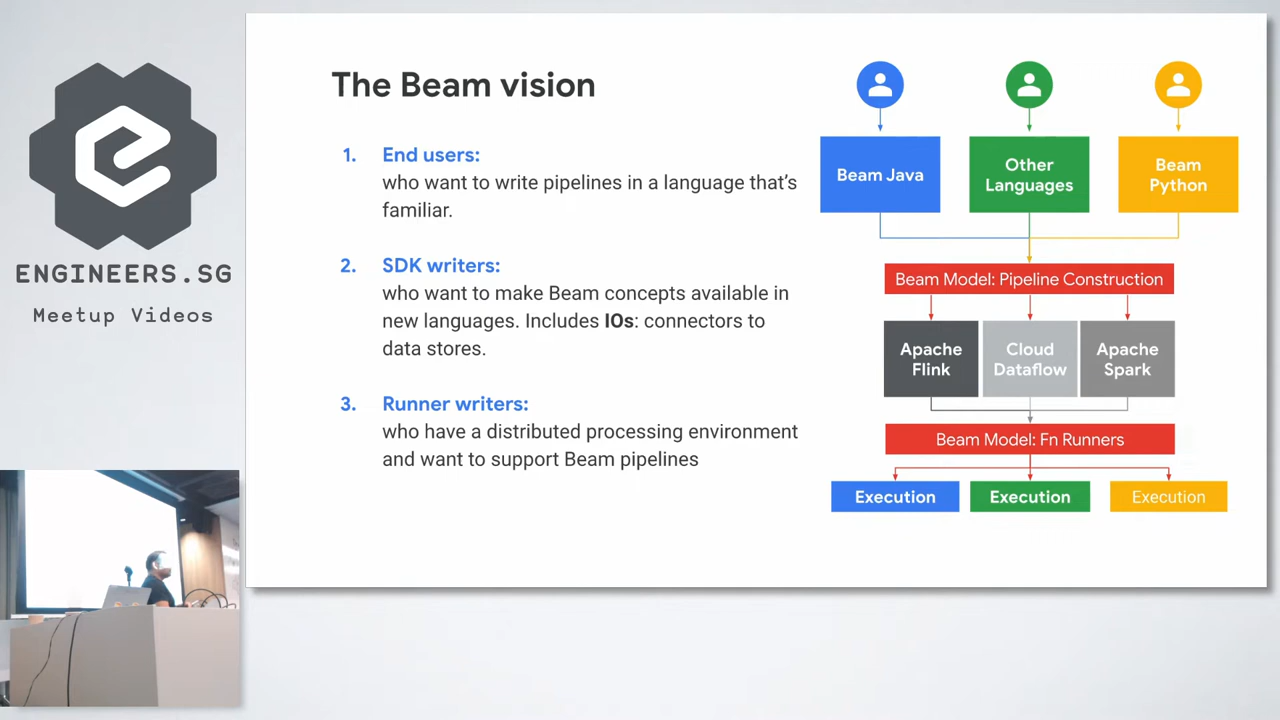 ENGINEERS.SG
Meetup Videos
The Beam vision
1. End users:
who want to write pipelines in a language that's
familiar.
2. SDK writers:
who want to make Beam concepts available in
new languages. Includes IOs: connectors to
data stores.
3. Runner writers:
who have a distributed processing environment
and want to support Beam pipelines
Beam Java
Other
Languages
Beam
Python
Beam Model: Pipeline Construction
Apache
Flink
Cloud
Dataflow
Apache
Spark
Beam Model: Fn Runners
Execution
Execution
Execution